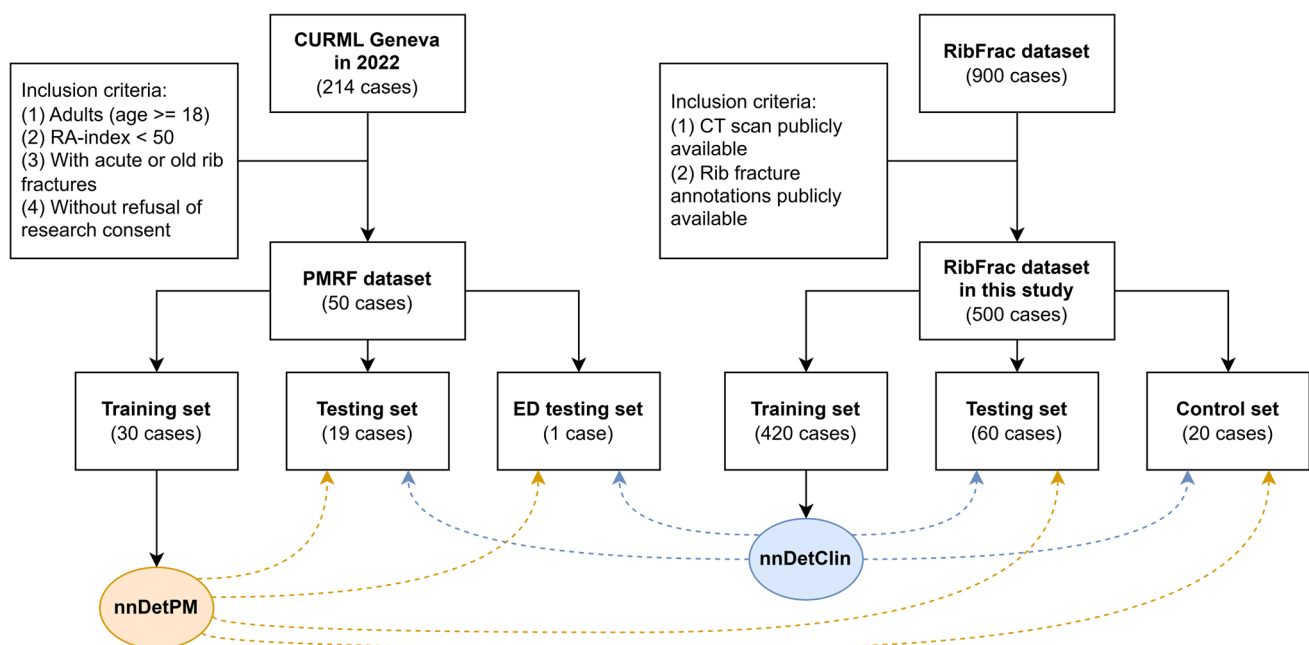 CURML Geneva
in 2022
(214 cases)
Inclusion criteria:
(1) Adults (age >= 18)
(2) RA-index < 50
(3) With acute or old rib
fractures
(4) Without refusal of
research consent
RibFrac dataset
(900 cases)
Inclusion criteria:
(1) CT scan publicly
available
(2) Rib fracture
annotations publicly
available
PMRF dataset
(50 cases)
RibFrac dataset
in this study
(500 cases)
Training set
(30 cases)
Testing set
(19 cases)
ED testing set
(1 case)
Training set
(420 cases)
Testing set
(60 cases)
Control set
(20 cases)
nnDetClin
nnDetPM